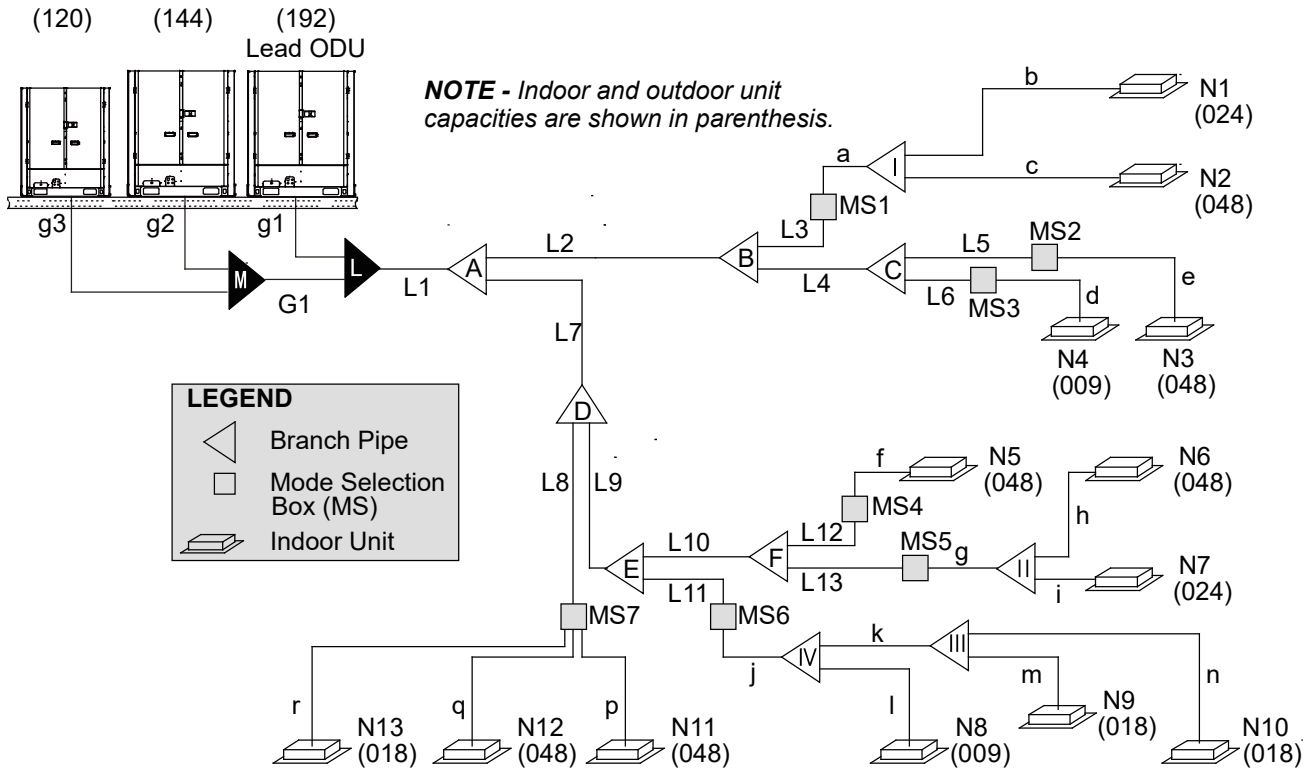 (120) (144) (192)
Lead ODU
NOTE - Indoor and outdoor unit
capacities are shown in parenthesis.
g3 g2 g1
M
L
G1
L1
A
L2
B
L3
MS1
a
I
b
N1
(024)
c
N2
(048)
L4
C
L5
MS2
e
L6
MS3
d
N4
(009)
N3
(048)
L7
D
LEGEND
Branch Pipe
Mode Selection
Box (MS)
Indoor Unit
L8
L9
E
L10
F
L12
MS4
f
N5
(048)
L13
MS5
g
II
h
N6
(048)
i
N7
(024)
L11
MS6
MS7
j
IV
k
III
l
m
n
r
q
p
N13
(018)
N12
(048)
N11
(048)
N8
(009)
N9
(018)
N10
(018)